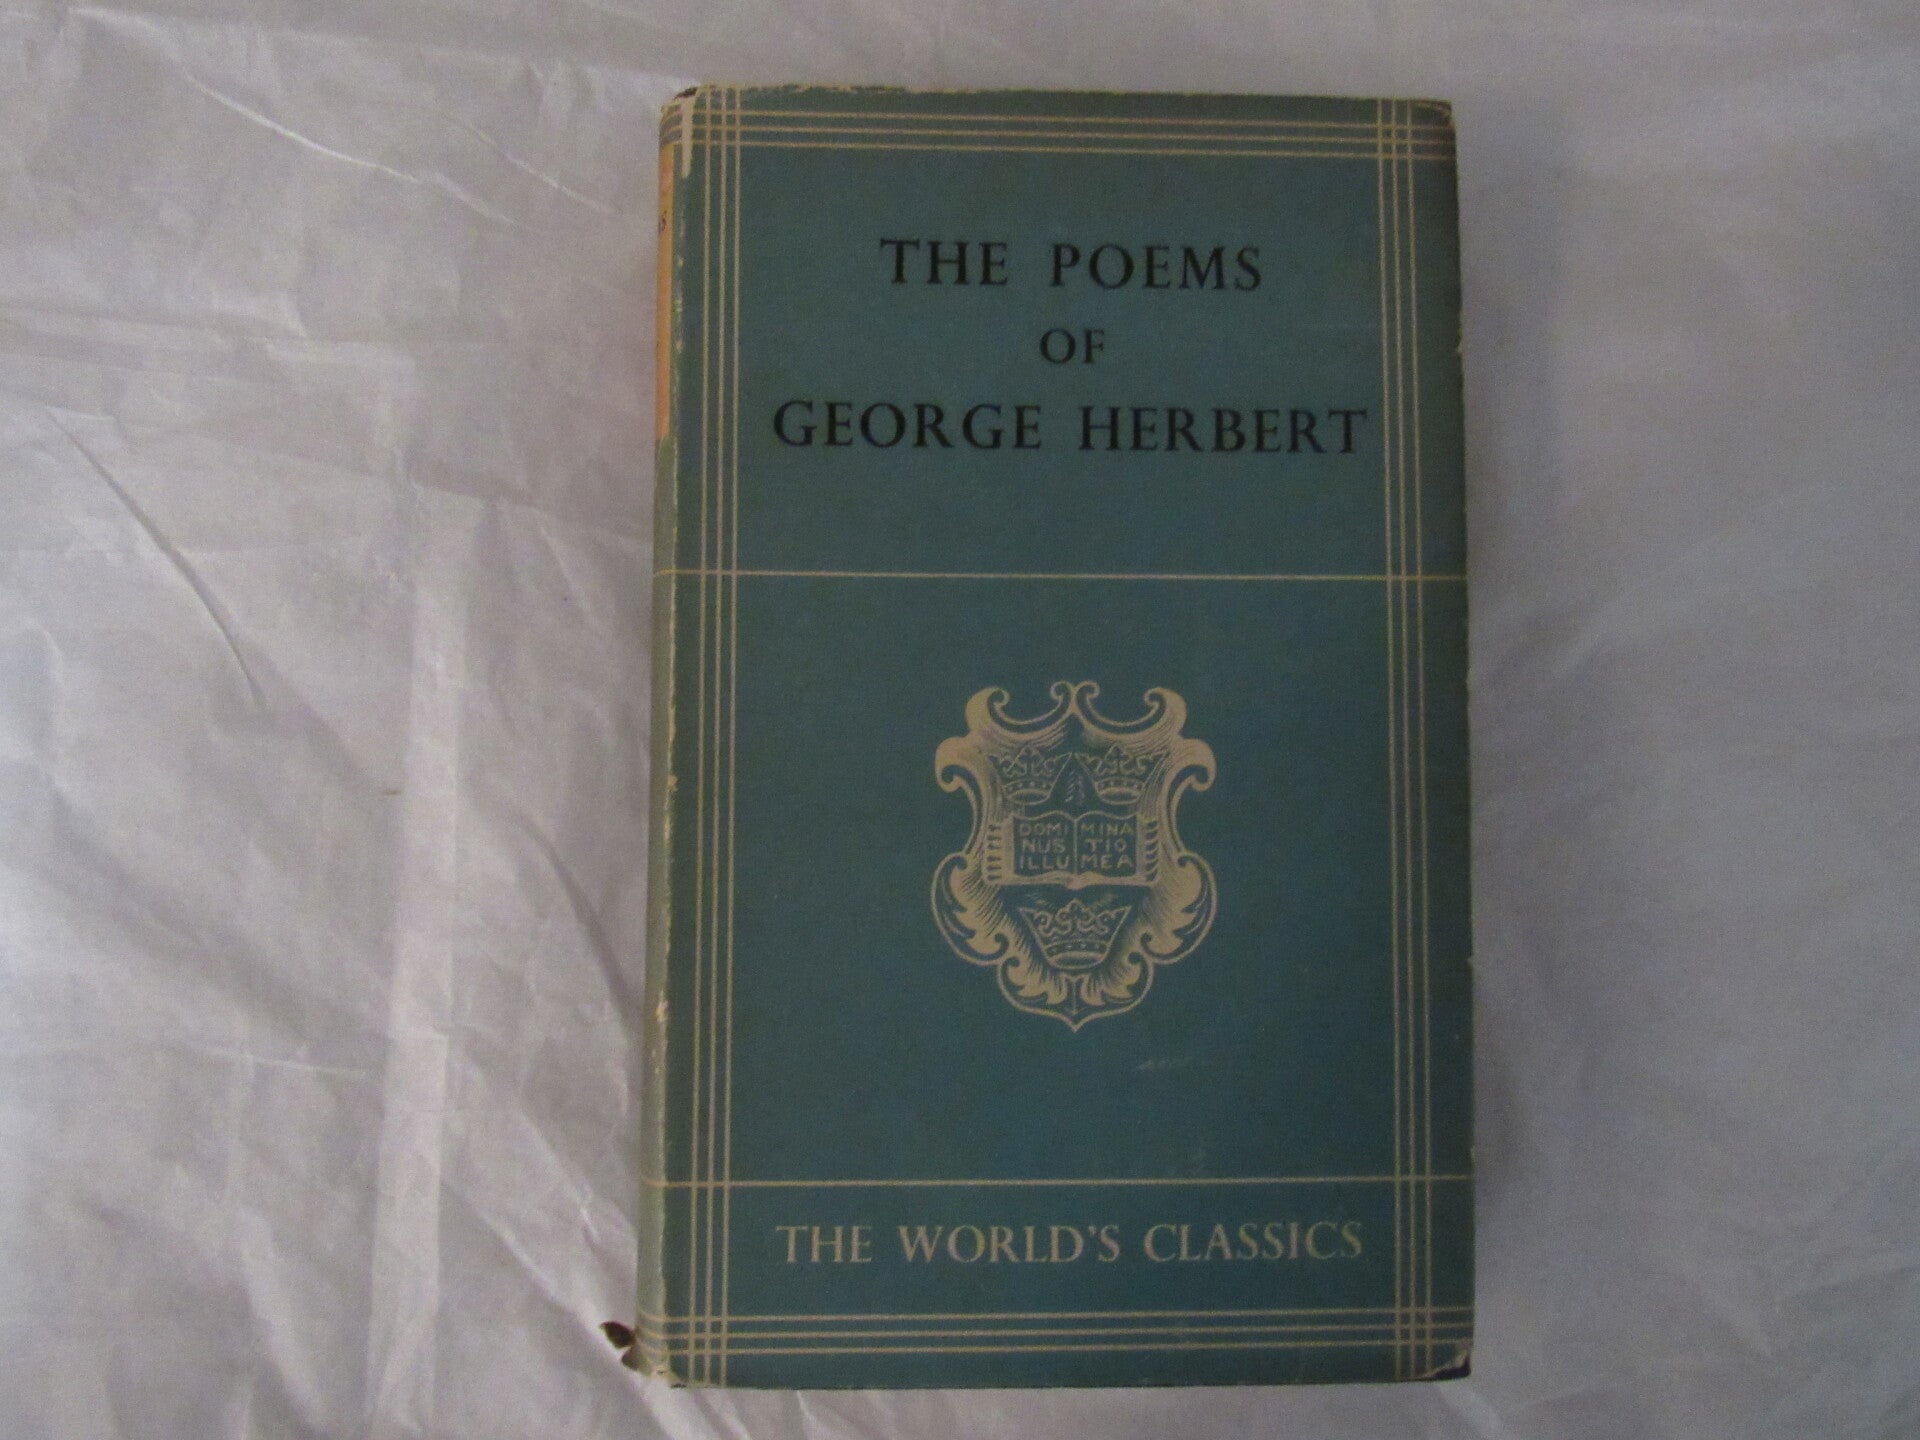 THE POEMS
OF
GEORGE HERBERT
DOMI MINA
NUS TIO
ILLU MEA
THE WORLD'S CLASSICS